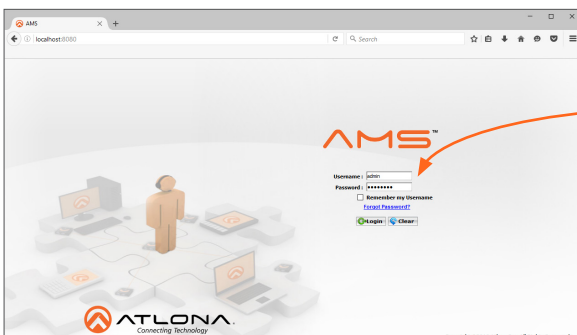 AMS
localhost:8080
Search
AMS™
Username : admin
Password : ••••••••
Remember my Username
Forgot Password?
Login Clear
ATLONA®
Connecting Technology